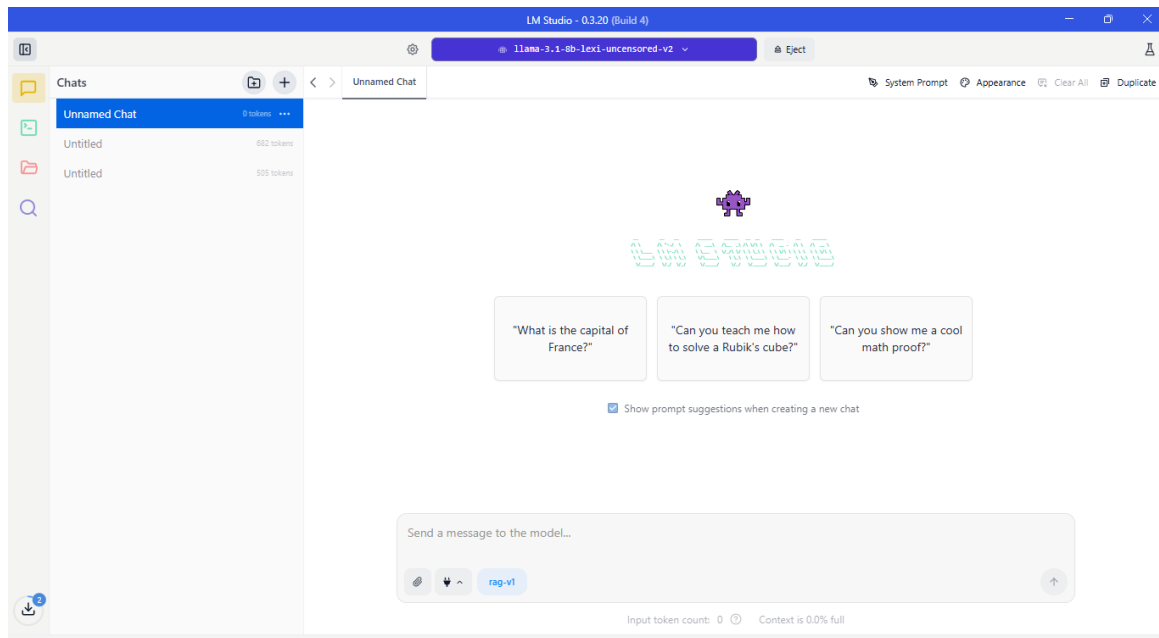 LM Studio - 0.3.20 (Build 4)
llama-3.1-8b-lexi-uncensored-v2
Eject
Chats
Unnamed Chat
System Prompt
Appearance
Clear All
Duplicate
Unnamed Chat
0 tokens
Untitled
682 tokens
Untitled
505 tokens
LM STUDIO
"What is the capital of
France?"
"Can you teach me how
to solve a Rubik's cube?"
"Can you show me a cool
math proof?"
Show prompt suggestions when creating a new chat
Send a message to the model...
rag-v1
2
Input token count: 0
Context is 0.0% full